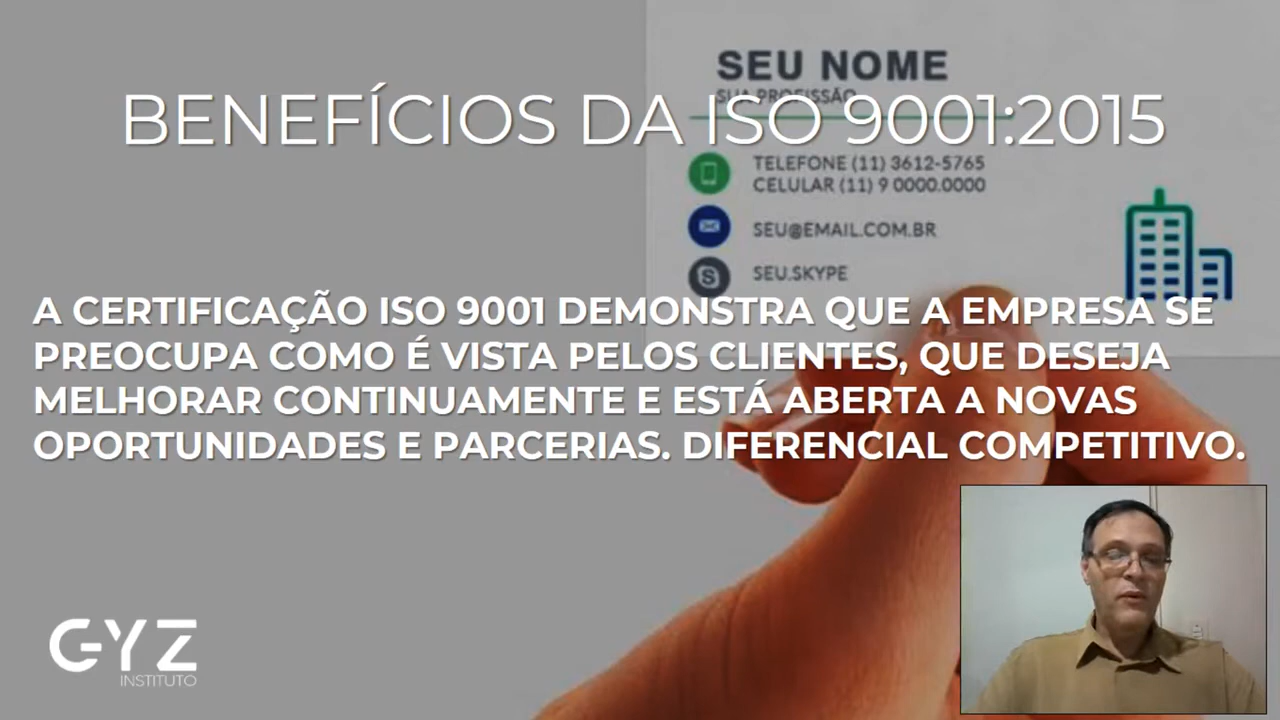 SEU NOME
SUA PROFISSÃO
BENEFÍCIOS DA ISO 9001:2015
TELEFONE (11) 3612-5765
CELULAR (11) 9 0000.0000
SEU@EMAIL.COM.BR
SEU.SKYPE
A CERTIFICAÇÃO ISO 9001 DEMONSTRA QUE A EMPRESA SE
PREOCUPA COMO É VISTA PELOS CLIENTES, QUE DESEJA
MELHORAR CONTINUAMENTE E ESTÁ ABERTA A NOVAS
OPORTUNIDADES E PARCERIAS. DIFERENCIAL COMPETITIVO.
GYZ
INSTITUTO